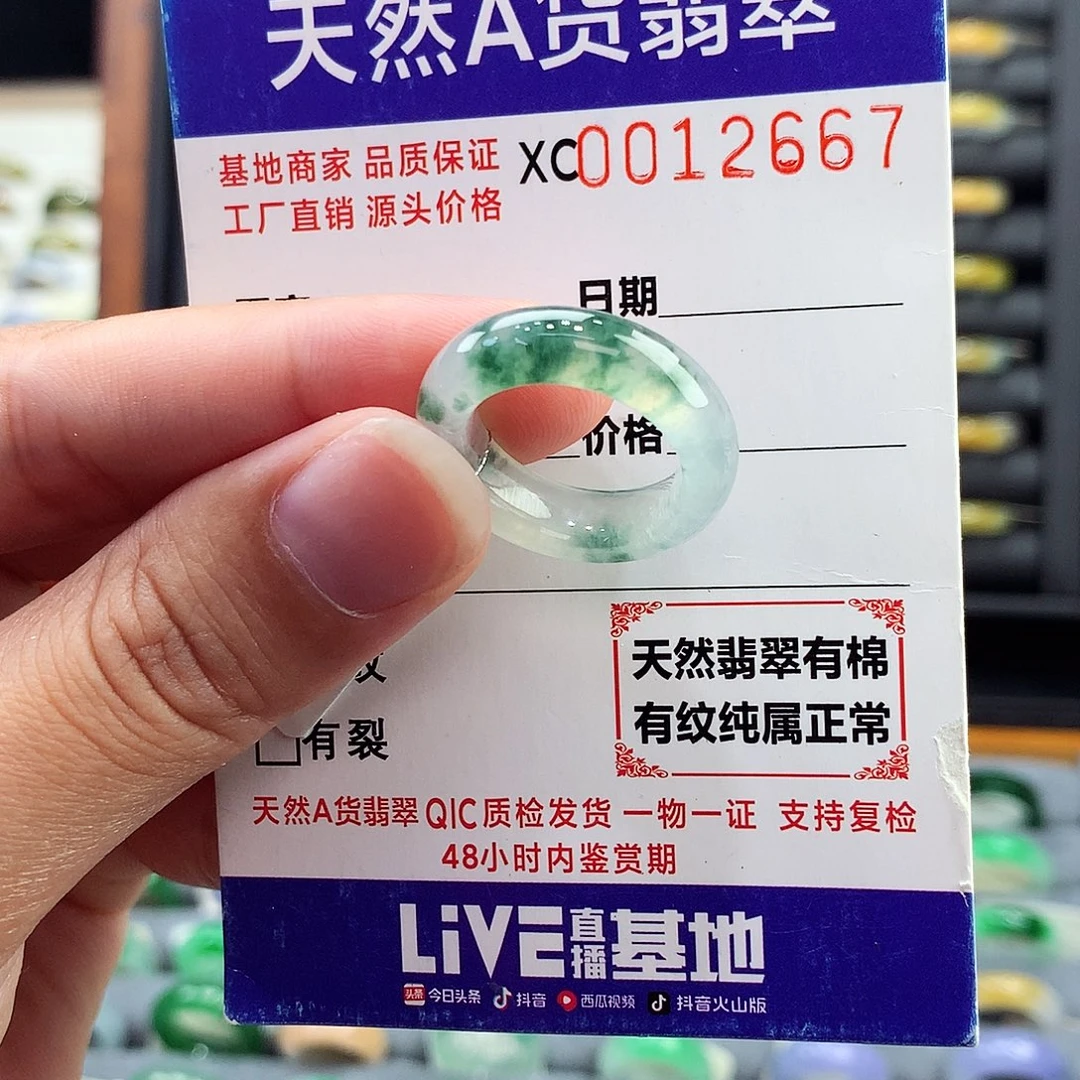 天然A货翡翠
基地商家 品质保证
工厂直销 源头价格
XC0012667
日期
价格
有裂
天然翡翠有棉
有纹纯属正常
天然A货翡翠QIC质检发货 一物一证 支持复检
48小时内鉴赏期
LiVE直播基地
头条 今日头条 抖音 西瓜视频 抖音火山版